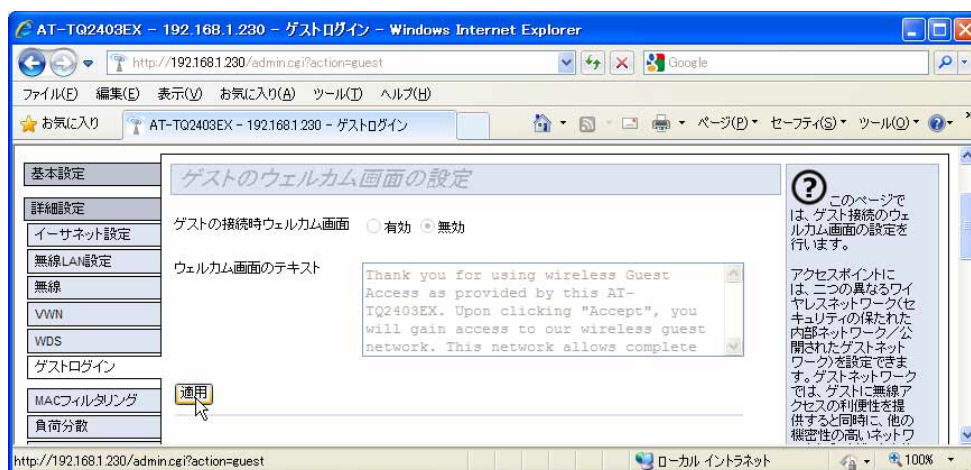 AT-TQ2403EX - 192.168.1.230 - ゲストログイン - Windows Internet Explorer
http://192.168.1.230/admin.cgi?action=guest
Google
ファイル(F) 編集(E) 表示(V) お気に入り(A) ツール(T) ヘルプ(H)
お気に入り
AT-TQ2403EX - 192.168.1.230 - ゲストログイン
ページ(P) セーフティ(S) ツール(O)
基本設定
詳細設定
イーサネット設定
無線LAN設定
無線
VWN
WDS
ゲストログイン
MACフィルタリング
負荷分散
ゲストのウェルカム画面の設定
ゲストの接続時ウェルカム画面 有効 無効
ウェルカム画面のテキスト
Thank you for using wireless Guest
Access as provided by this AT-
TQ2403EX. Upon clicking "Accept", you
will gain access to our wireless guest
network. This network allows complete
適用
?
このページで
は、ゲスト接続のウェ
ルカム画面の設定を
行います。
アクセスポイントに
は、二つの異なるワイ
ヤレスネットワーク(セ
キュリティの保たれた
内部ネットワーク/公
開されたゲストネット
ワーク)を設定できま
す。ゲストネットワーク
では、ゲストに無線ア
クセスの利便性を提
供すると同時に、他の
機密性の高いネットワ
http://192.168.1.230/admin.cgi?action=guest
ローカル イントラネット
100%